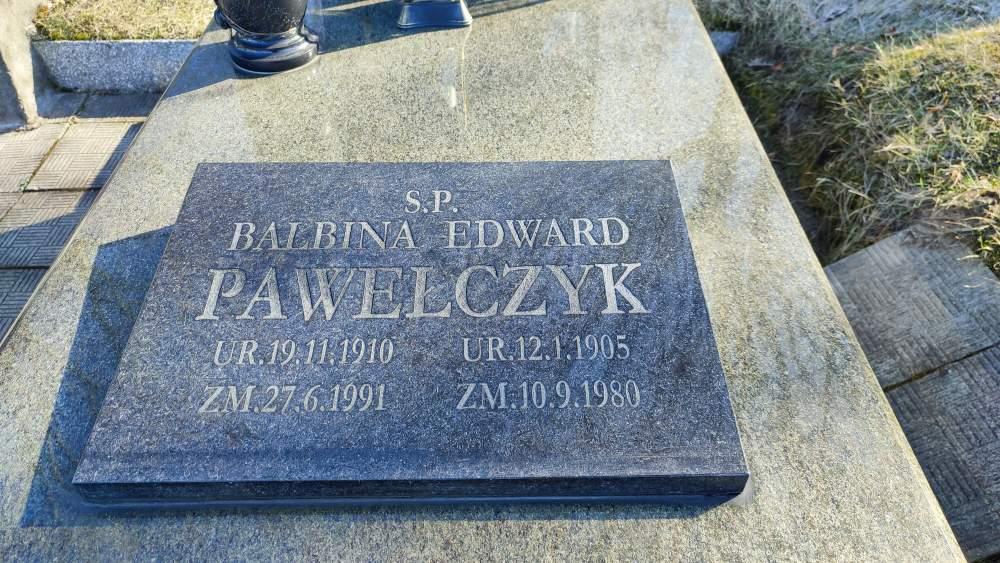 S.P.
BALBINA EDWARD
PAWEŁCZYK
UR.19.11.1910 UR.12.1.1905
ZM.27.6.1991 ZM.10.9.1980